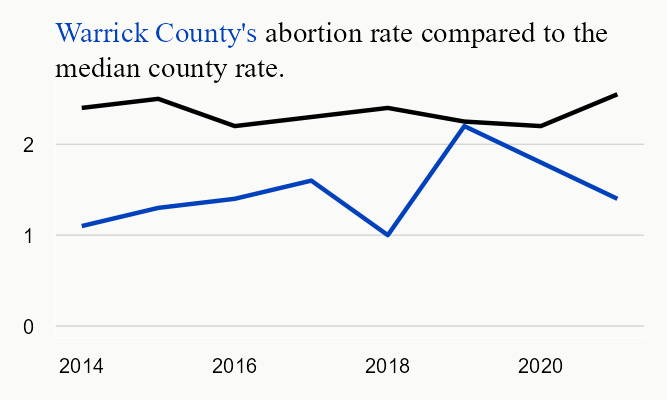 Warrick County's abortion rate compared to the
median county rate.
2
1
0
2014 2016 2018 2020